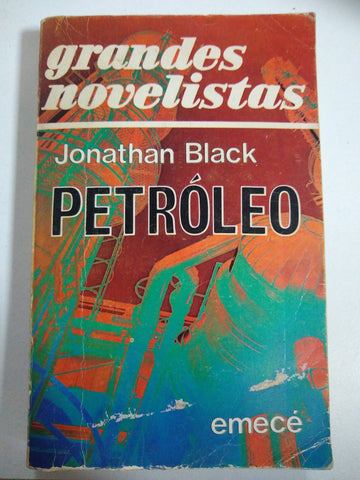 grandes
novelistas
Jonathan Black
PETRÓLEO
emecé